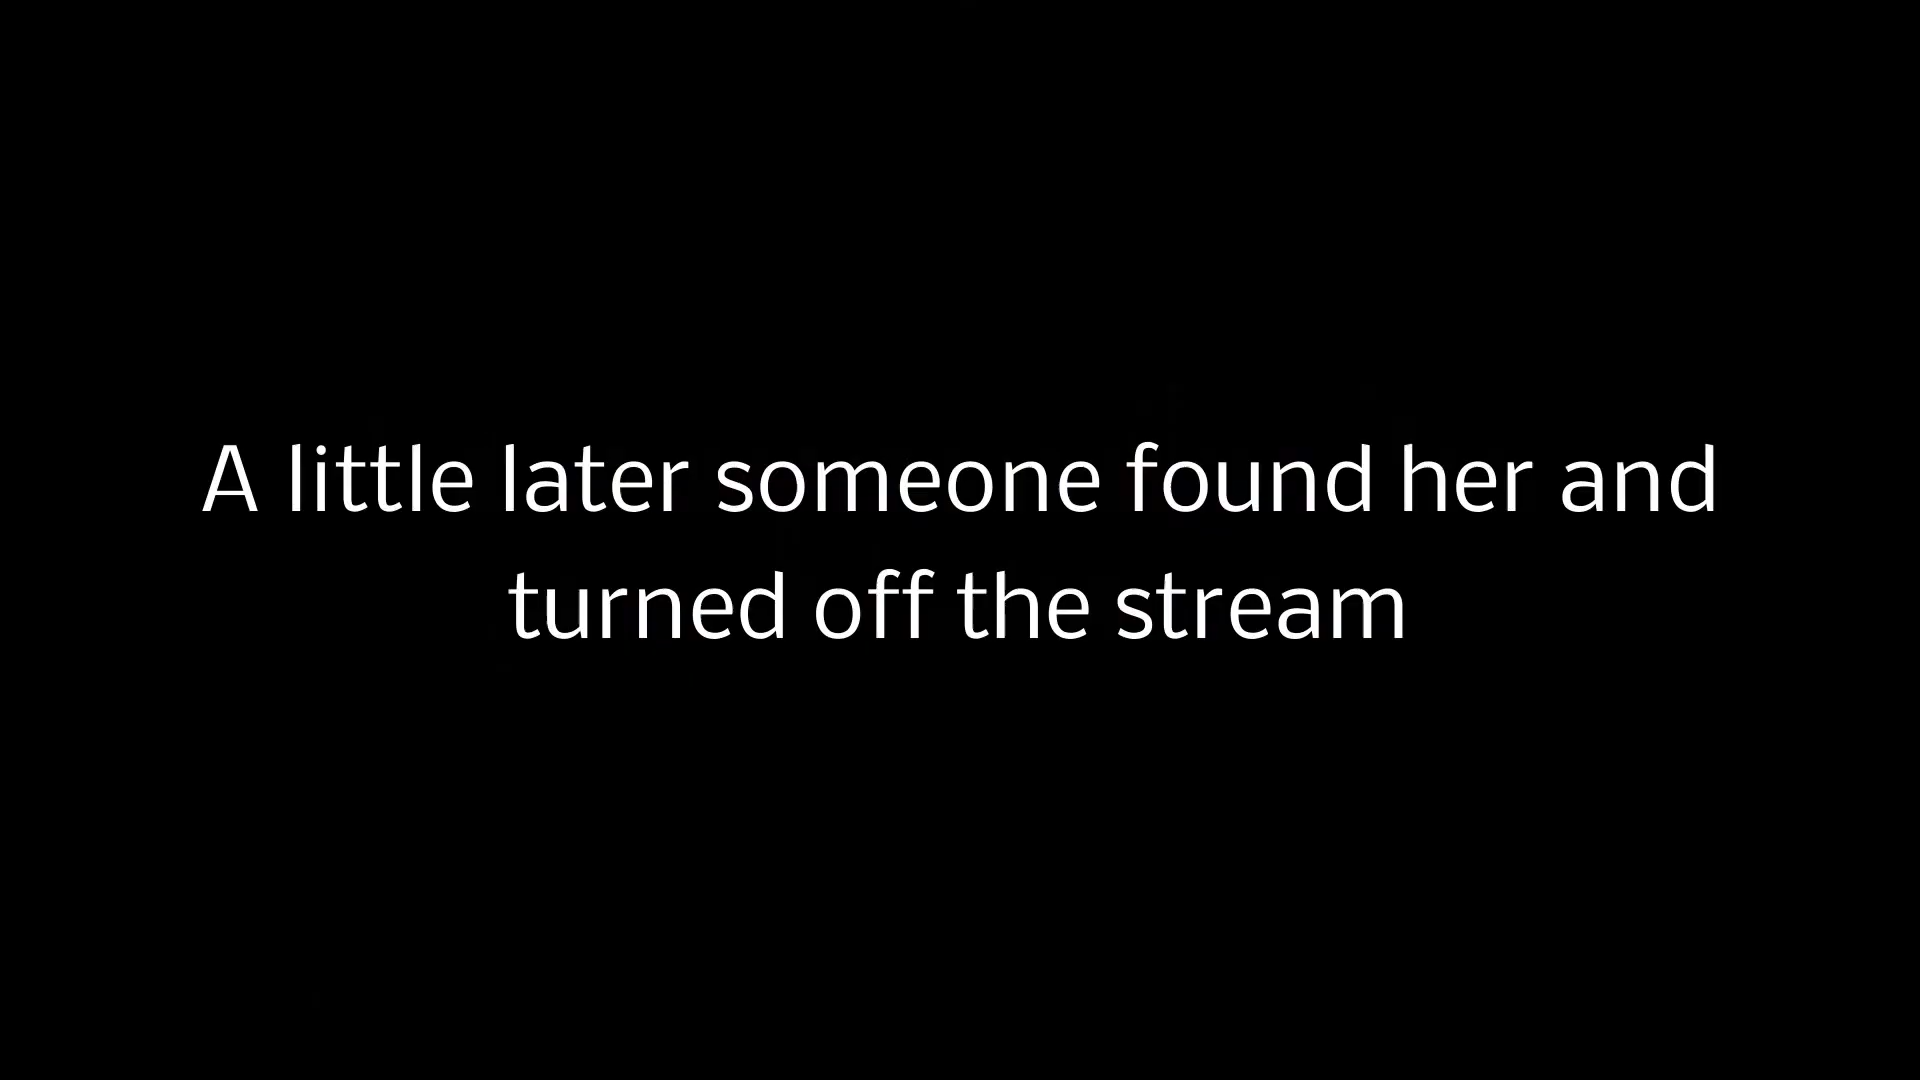 A little later someone found her and
turned off the stream